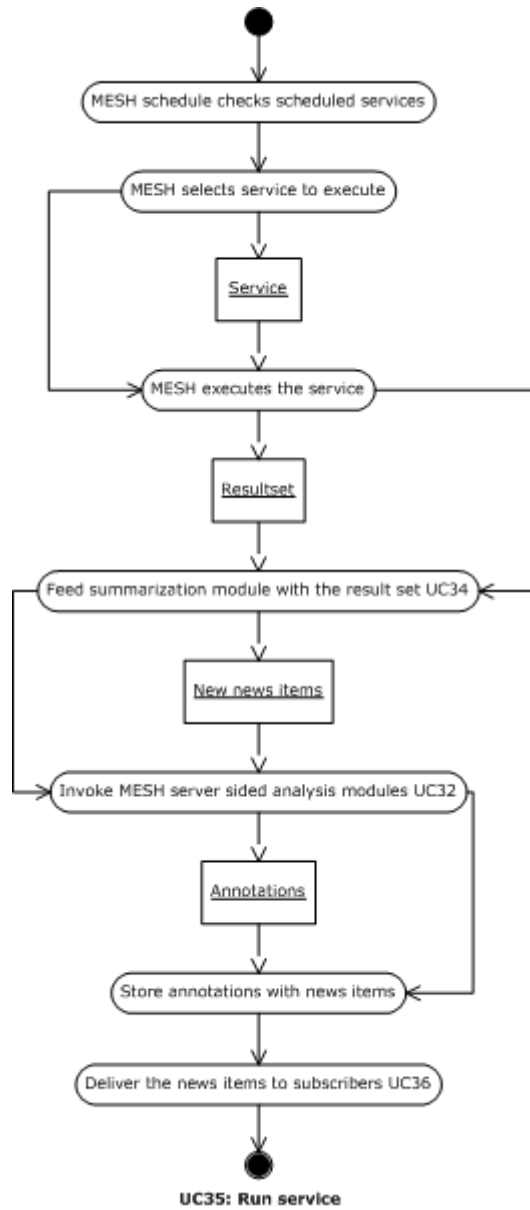 MESH schedule checks scheduled services
MESH selects service to execute
Service
MESH executes the service
Resultset
Feed summarization module with the result set UC34
New news items
Invoke MESH server sided analysis modules UC32
Annotations
Store annotations with news items
Deliver the news items to subscribers UC36
UC35: Run service